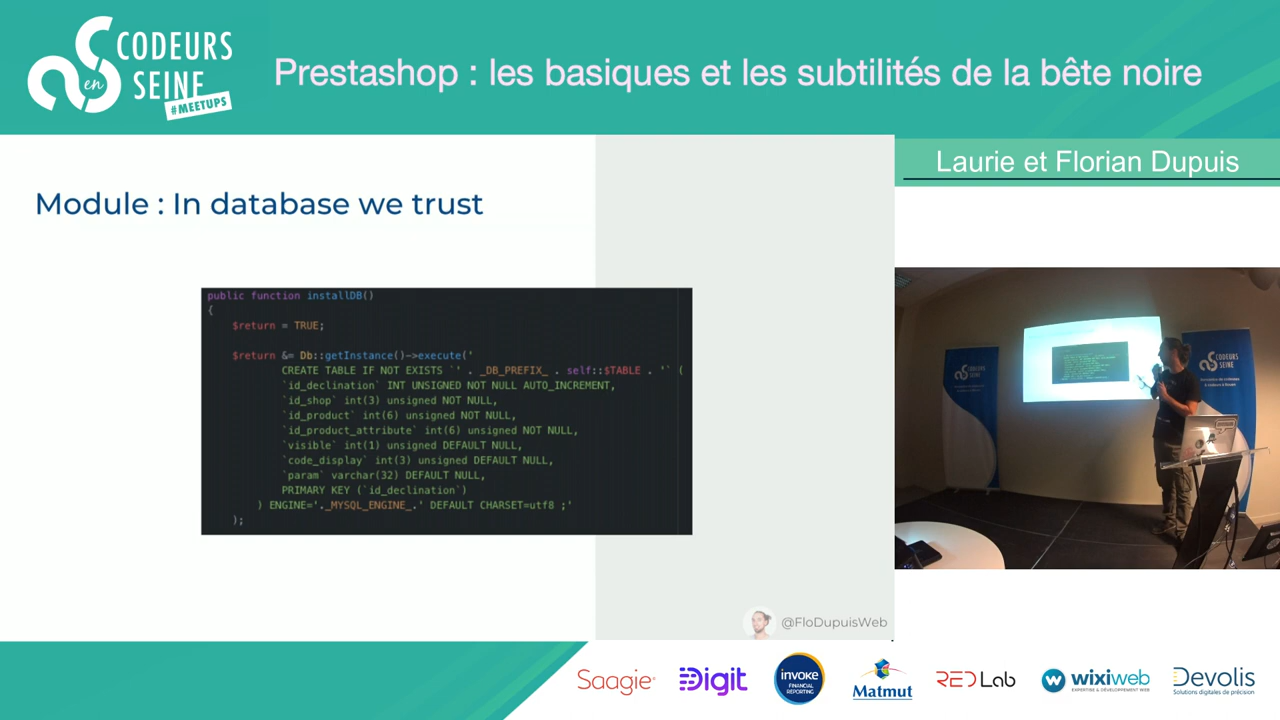 CODEURS
en
SEINE
#MEETUPS
Prestashop : les basiques et les subtilités de la bête noire
Laurie et Florian Dupuis
Module : In database we trust
public function installDB()
{
$return = TRUE;
$return &= Db::getInstance()->execute('
CREATE TABLE IF NOT EXISTS `' . _DB_PREFIX_ . self::$TABLE . '` (
`id_declination` INT UNSIGNED NOT NULL AUTO_INCREMENT,
`id_shop` int(3) unsigned NOT NULL,
`id_product` int(6) unsigned NOT NULL,
`id_product_attribute` int(6) unsigned NOT NULL,
`visible` int(1) unsigned DEFAULT NULL,
`code_display` int(3) unsigned DEFAULT NULL,
`param` varchar(32) DEFAULT NULL,
PRIMARY KEY (`id_declination`)
) ENGINE='._MYSQL_ENGINE_.' DEFAULT CHARSET=utf8 ;'
);
CODEURS
SEINE
CODEURS
SEINE
@FloDupuisWeb
Saagie
Digit
invoke
FINANCIAL
REPORTING
Matmut
RED Lab
wixiweb
EXPERTISE & DÉVELOPPEMENT WEB
Devolis
Solutions digitales de précision